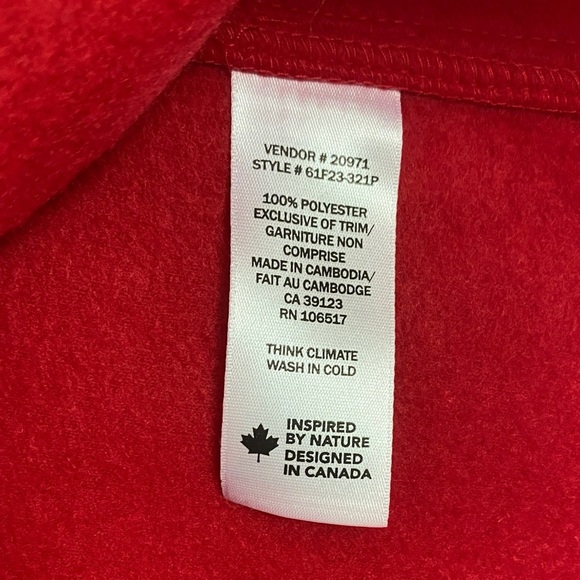 VENDOR # 20971
STYLE # 61F23-321P
100% POLYESTER
EXCLUSIVE OF TRIM/
GARNITURE NON
COMPRISE
MADE IN CAMBODIA/
FAIT AU CAMBODGE
CA 39123
RN 106517
THINK CLIMATE
WASH IN COLD
INSPIRED
BY NATURE
DESIGNED
IN CANADA